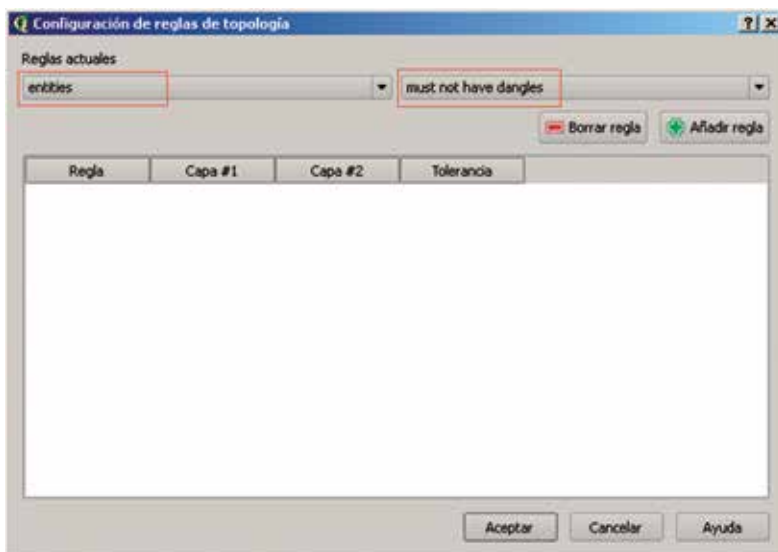 Configuración de reglas de topología
Reglas actuales
entities must not have dangles
Borrar regla Añadir regla
Regla Capa #1 Capa #2 Tolerancia
Aceptar Cancelar Ayuda